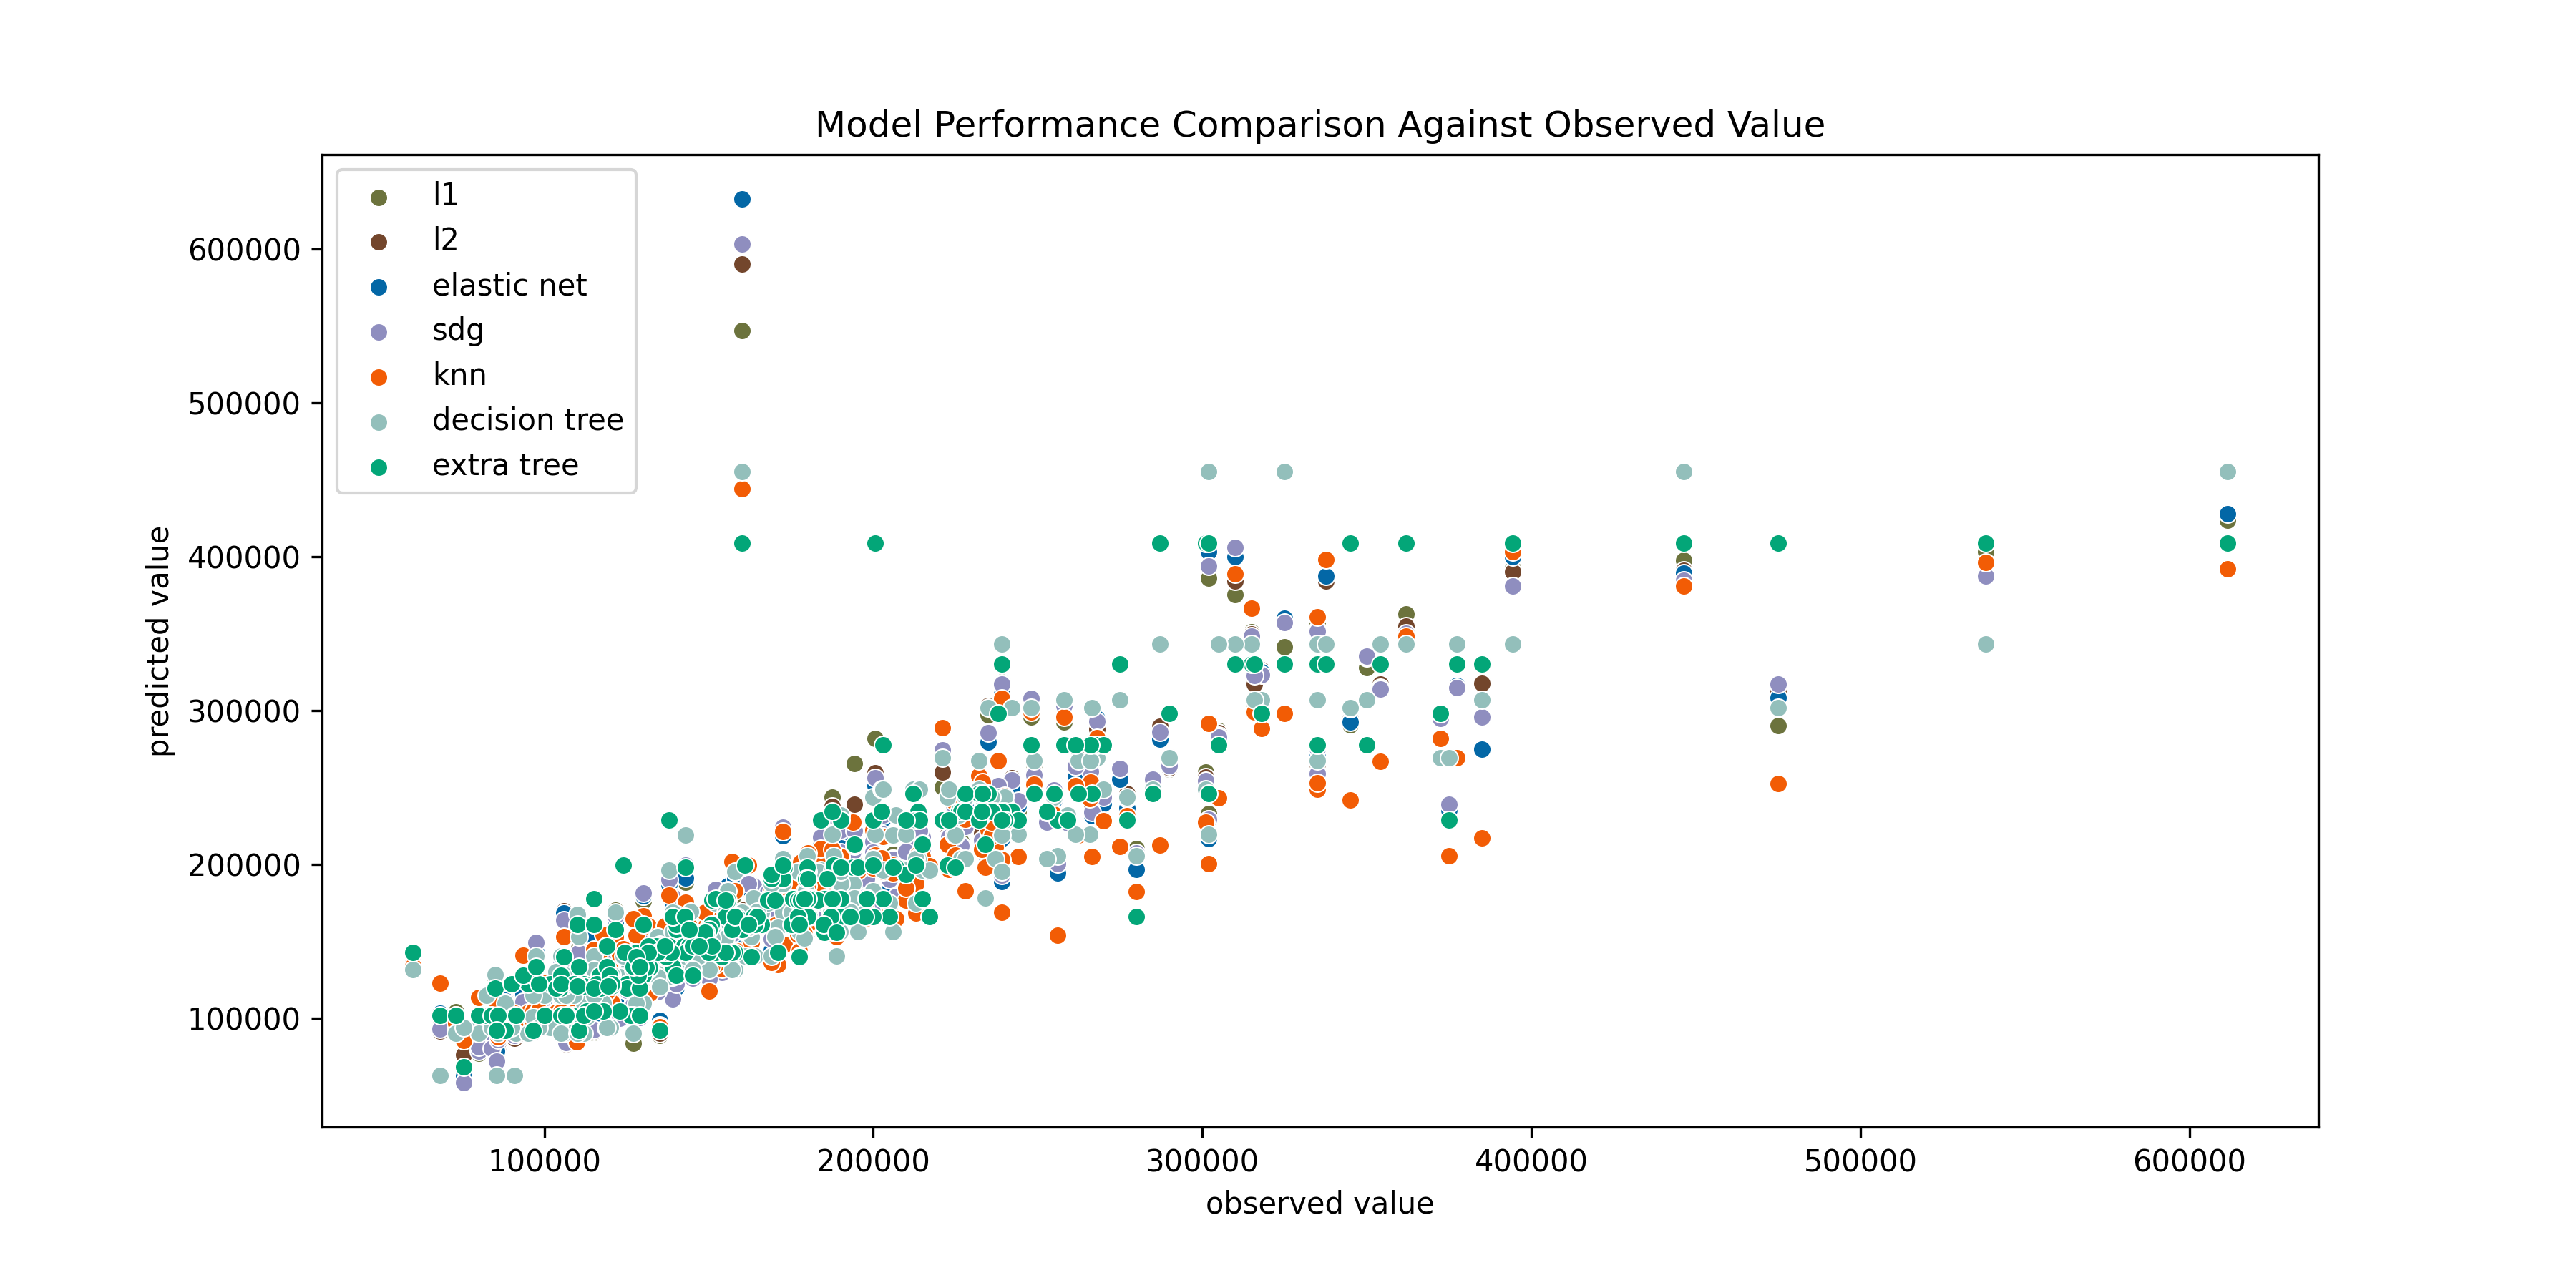 Model Performance Comparison Against Observed Value
l1
l2
elastic net
sdg
knn
decision tree
extra tree
600000
500000
400000
300000
200000
100000
predicted value
100000 200000 300000 400000 500000 600000
observed value